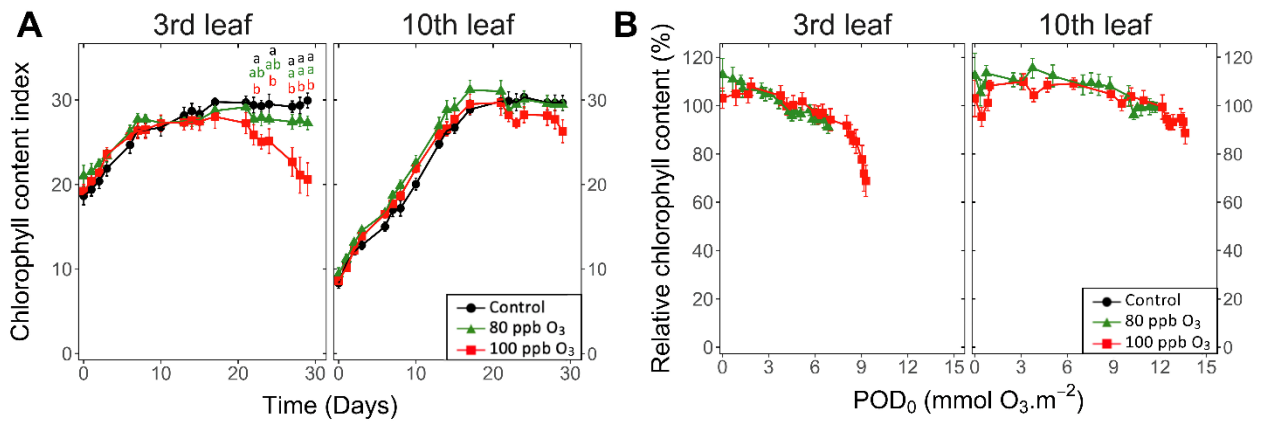 A
3rd leaf
10th leaf
Chlorophyll content index
30
20
10
0
a a a a
ab ab a a a
b b b b b
30
20
10
0
Control
80 ppb O₃
100 ppb O₃
0 10 20 30
0 10 20 30
Time (Days)
B
3rd leaf
10th leaf
Relative chlorophyll content (%)
120
100
80
60
40
20
0
120
100
80
60
40
20
0
Control
80 ppb O₃
100 ppb O₃
0 3 6 9 12 15
0 3 6 9 12 15
POD₀ (mmol O₃.m⁻²)